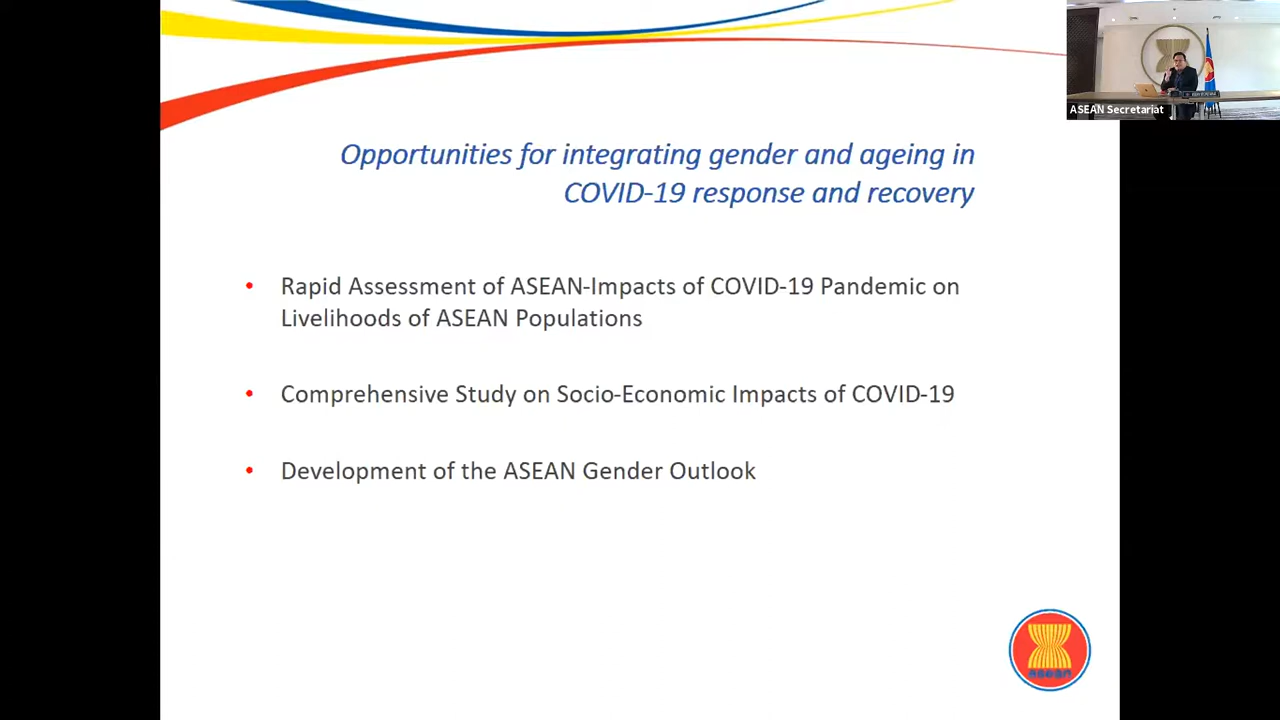 ASEAN Secretariat
Opportunities for integrating gender and ageing in
COVID-19 response and recovery
• Rapid Assessment of ASEAN-Impacts of COVID-19 Pandemic on
Livelihoods of ASEAN Populations
• Comprehensive Study on Socio-Economic Impacts of COVID-19
• Development of the ASEAN Gender Outlook
asean